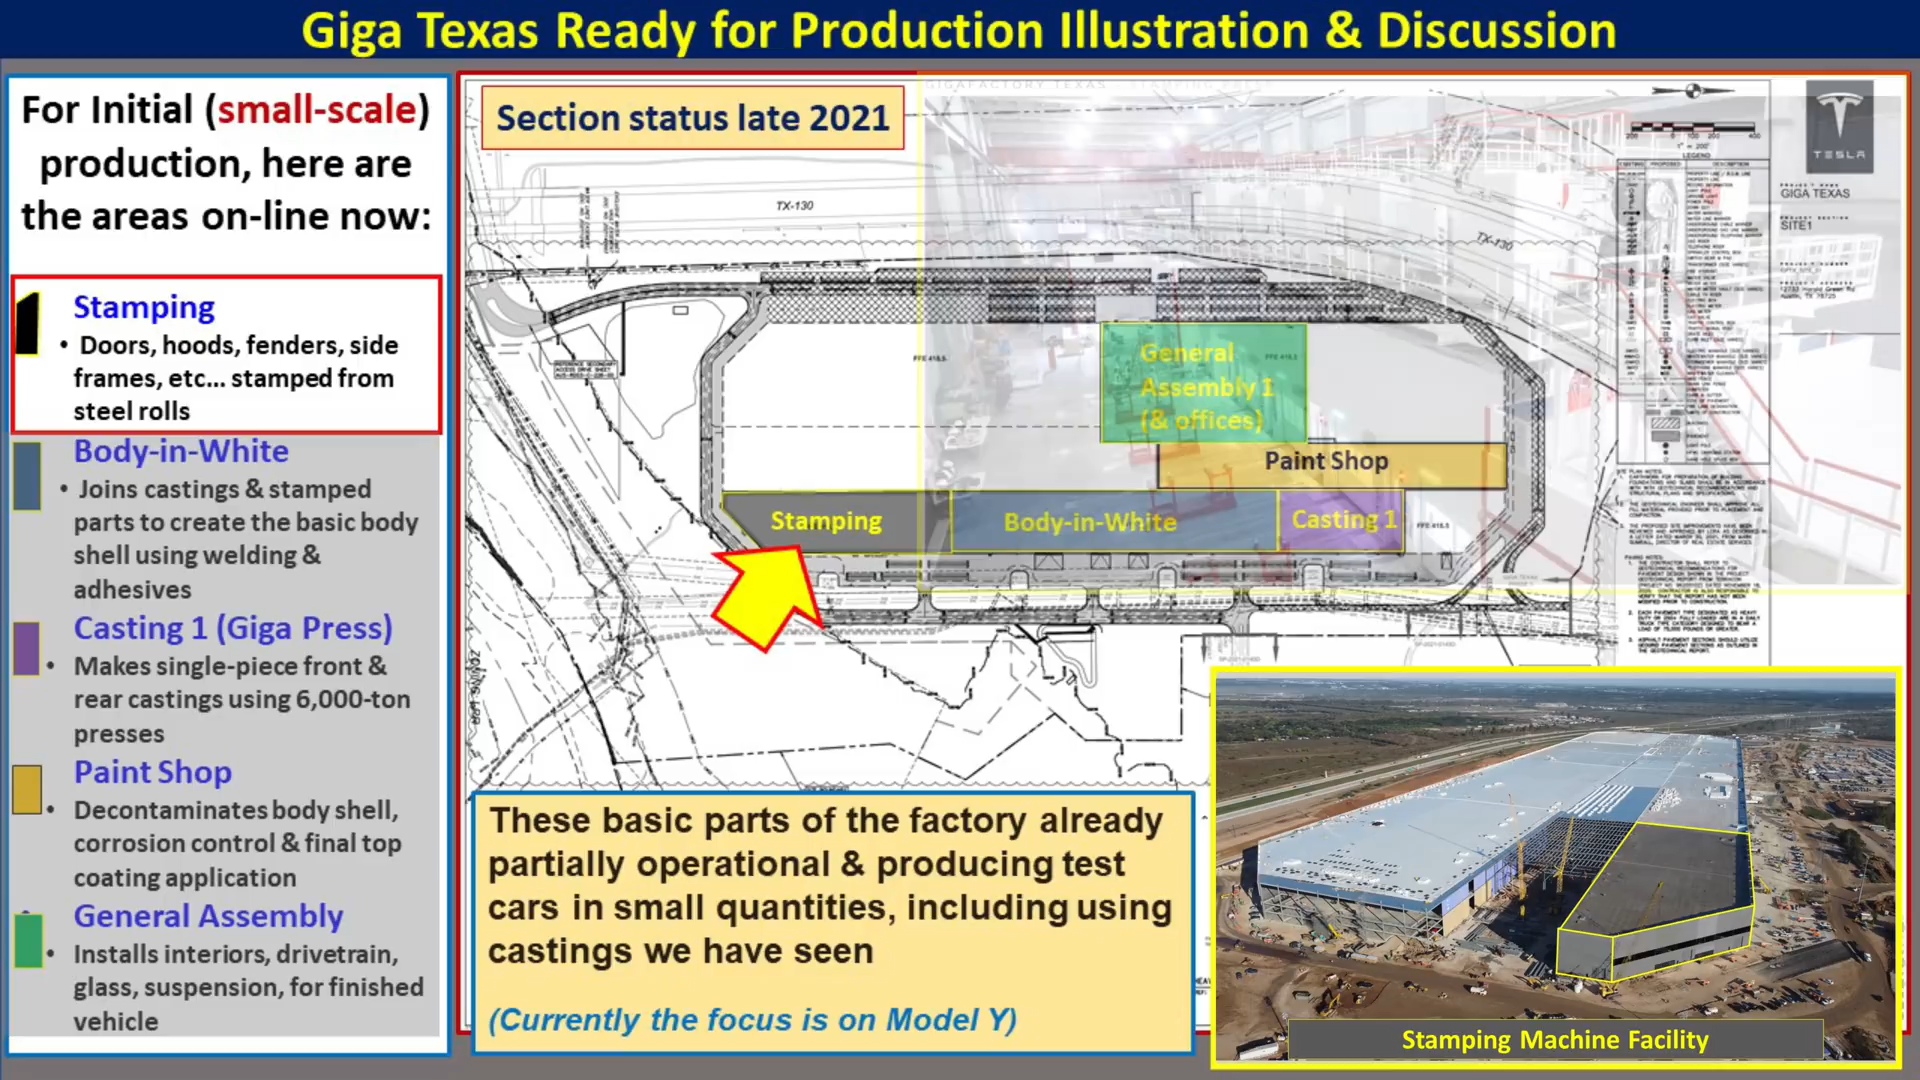 Giga Texas Ready for Production Illustration & Discussion
For Initial (small-scale)
production, here are
the areas on-line now:
Stamping
• Doors, hoods, fenders, side
frames, etc... stamped from
steel rolls
Body-in-White
• Joins castings & stamped
parts to create the basic body
shell using welding &
adhesives
Casting 1 (Giga Press)
• Makes single-piece front &
rear castings using 6,000-ton
presses
Paint Shop
• Decontaminates body shell,
corrosion control & final top
coating application
General Assembly
• Installs interiors, drivetrain,
glass, suspension, for finished
vehicle
Section status late 2021
GIGAFACTORY TEXAS - STAMPING
TX-130
TX-130
LEGEND
TESLA
GIGA TEXAS
SITE1
General
Assembly 1
(& offices)
Paint Shop
Stamping
Body-in-White
Casting 1
These basic parts of the factory already
partially operational & producing test
cars in small quantities, including using
castings we have seen
(Currently the focus is on Model Y)
Stamping Machine Facility